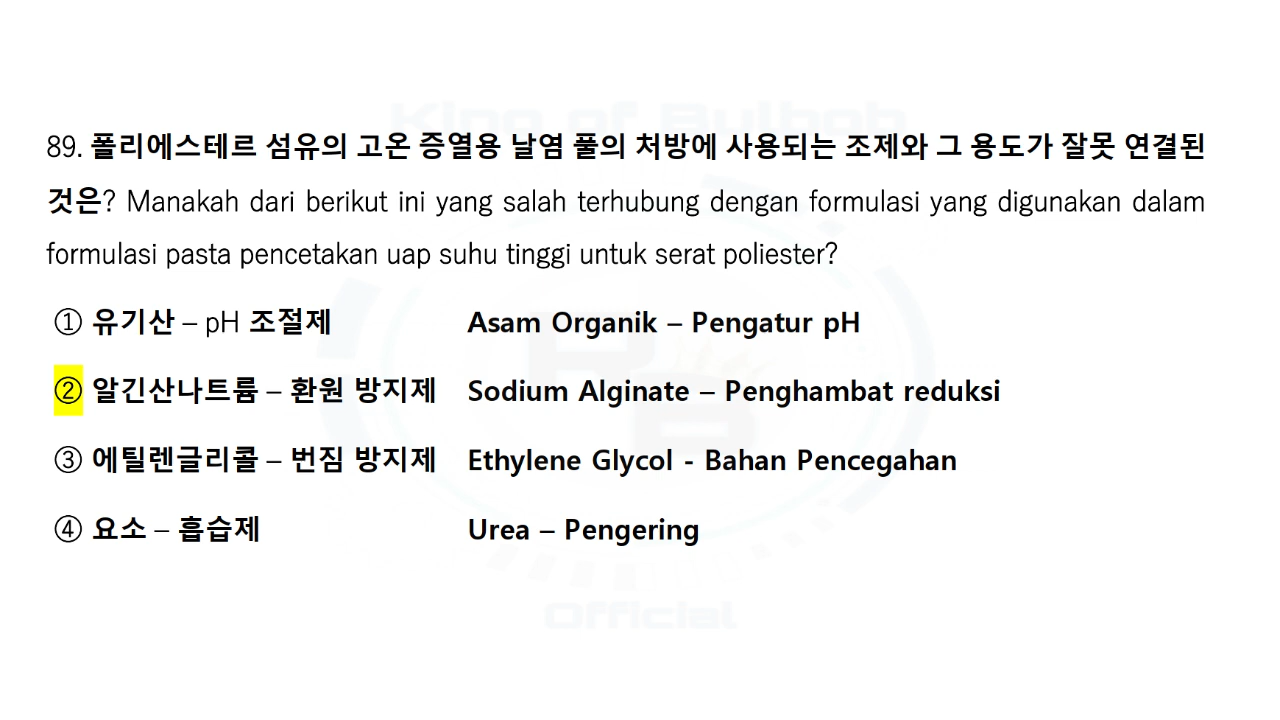 King of Bulbob
89. 폴리에스테르 섬유의 고온 증열용 날염 풀의 처방에 사용되는 조제와 그 용도가 잘못 연결된
것은? Manakah dari berikut ini yang salah terhubung dengan formulasi yang digunakan dalam
formulasi pasta pencetakan uap suhu tinggi untuk serat poliester?
① 유기산 – pH 조절제 Asam Organik – Pengatur pH
② 알긴산나트륨 – 환원 방지제 Sodium Alginate – Penghambat reduksi
③ 에틸렌글리콜 – 번짐 방지제 Ethylene Glycol - Bahan Pencegahan
④ 요소 – 흡습제 Urea – Pengering
Official